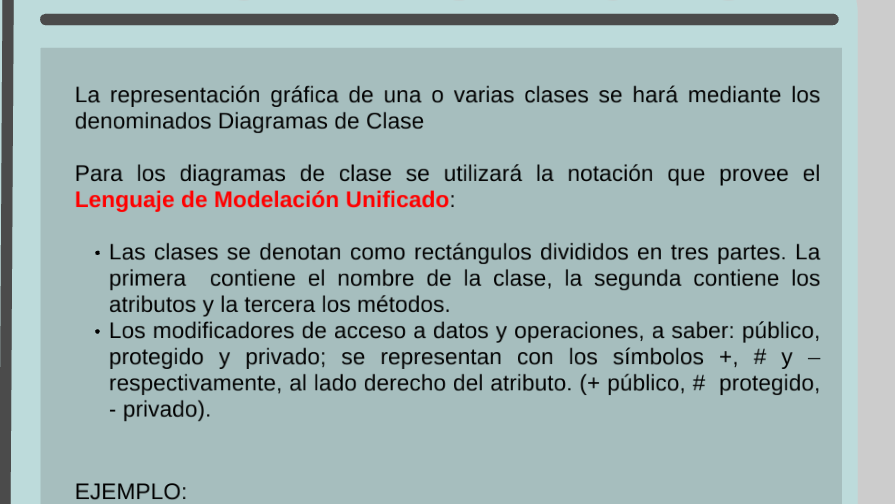 La representación gráfica de una o varias clases se hará mediante los
denominados Diagramas de Clase
Para los diagramas de clase se utilizará la notación que provee el
Lenguaje de Modelación Unificado:
• Las clases se denotan como rectángulos divididos en tres partes. La
primera contiene el nombre de la clase, la segunda contiene los
atributos y la tercera los métodos.
• Los modificadores de acceso a datos y operaciones, a saber: público,
protegido y privado; se representan con los símbolos +, # y –
respectivamente, al lado derecho del atributo. (+ público, # protegido,
- privado).
EJEMPLO: